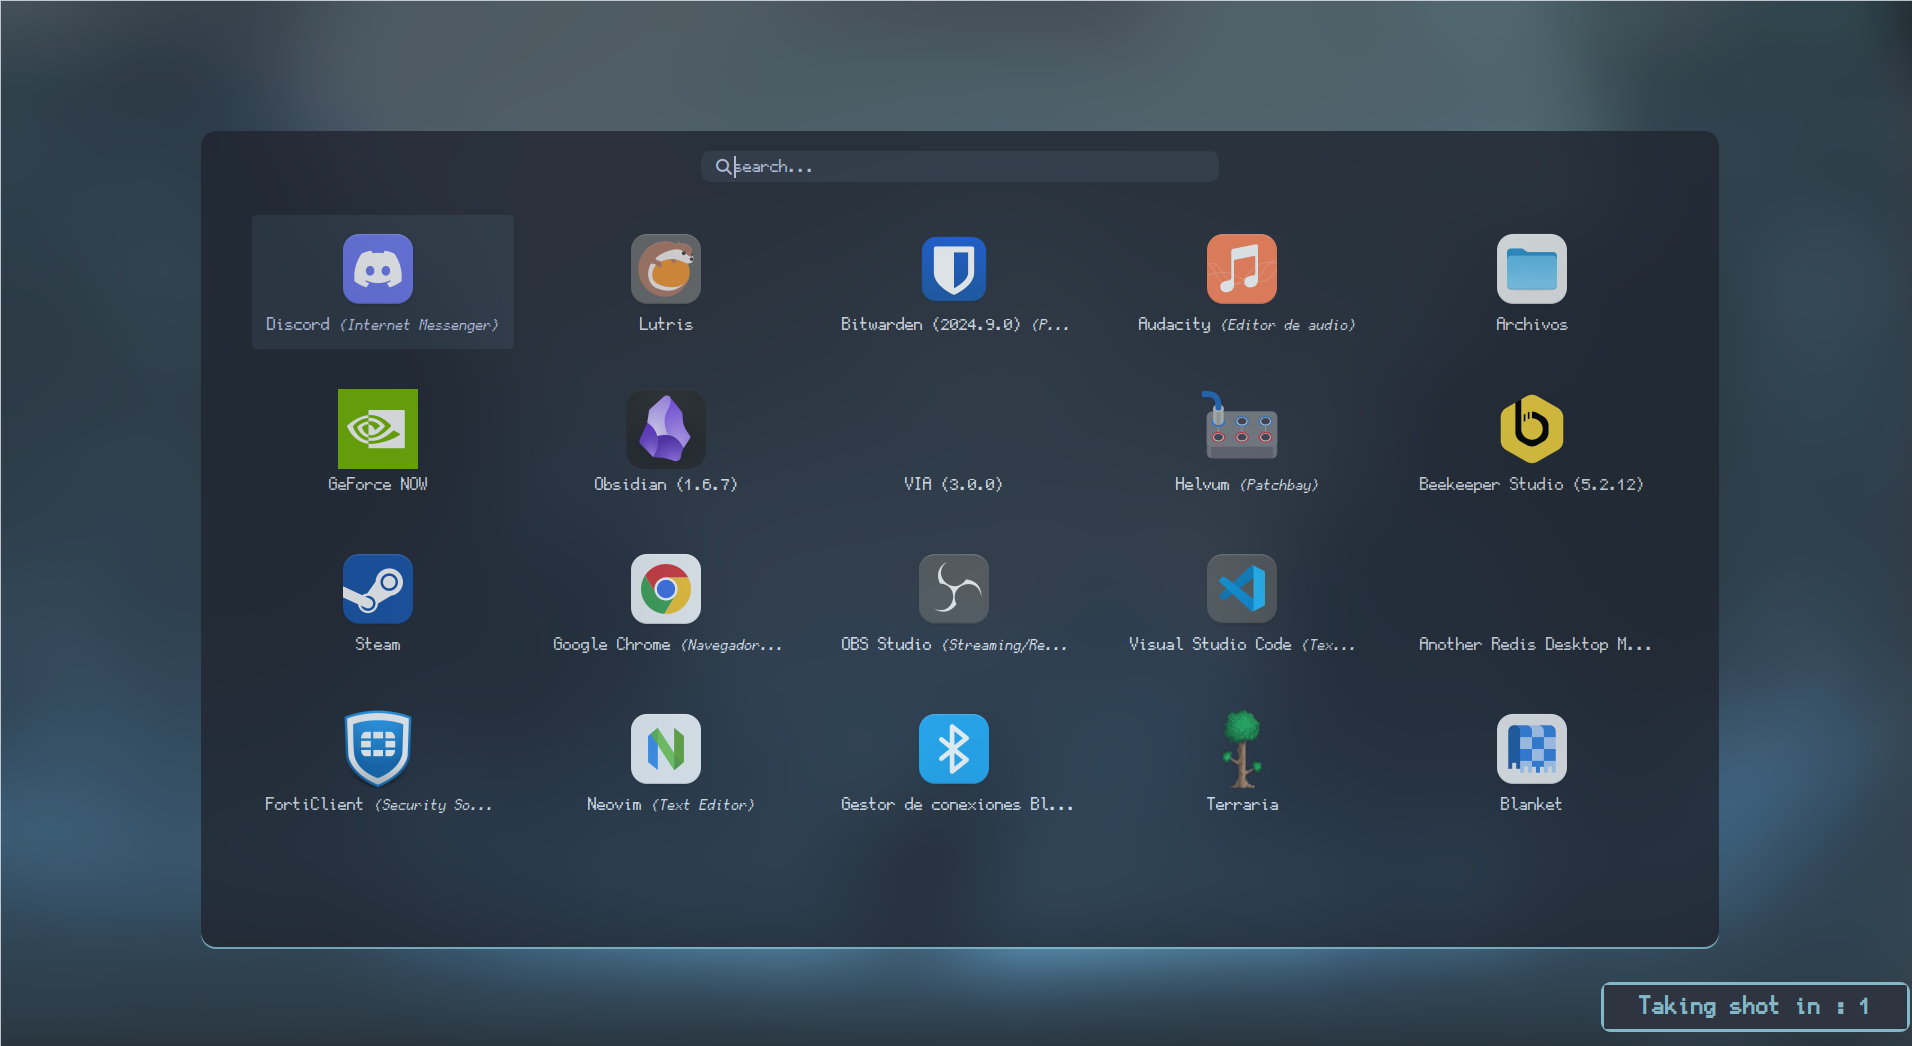 search...
Discord (Internet Messenger)
Lutris
Bitwarden (2024.9.0) (P...
Audacity (Editor de audio)
Archivos
GeForce NOW
Obsidian (1.6.7)
VIA (3.0.0)
Helvum (Patchbay)
Beekeeper Studio (5.2.12)
Steam
Google Chrome (Navegador...
OBS Studio (Streaming/Re...
Visual Studio Code (Tex...
Another Redis Desktop M...
FortiClient (Security So...
Neovim (Text Editor)
Gestor de conexiones Bl...
Terraria
Blanket
Taking shot in : 1